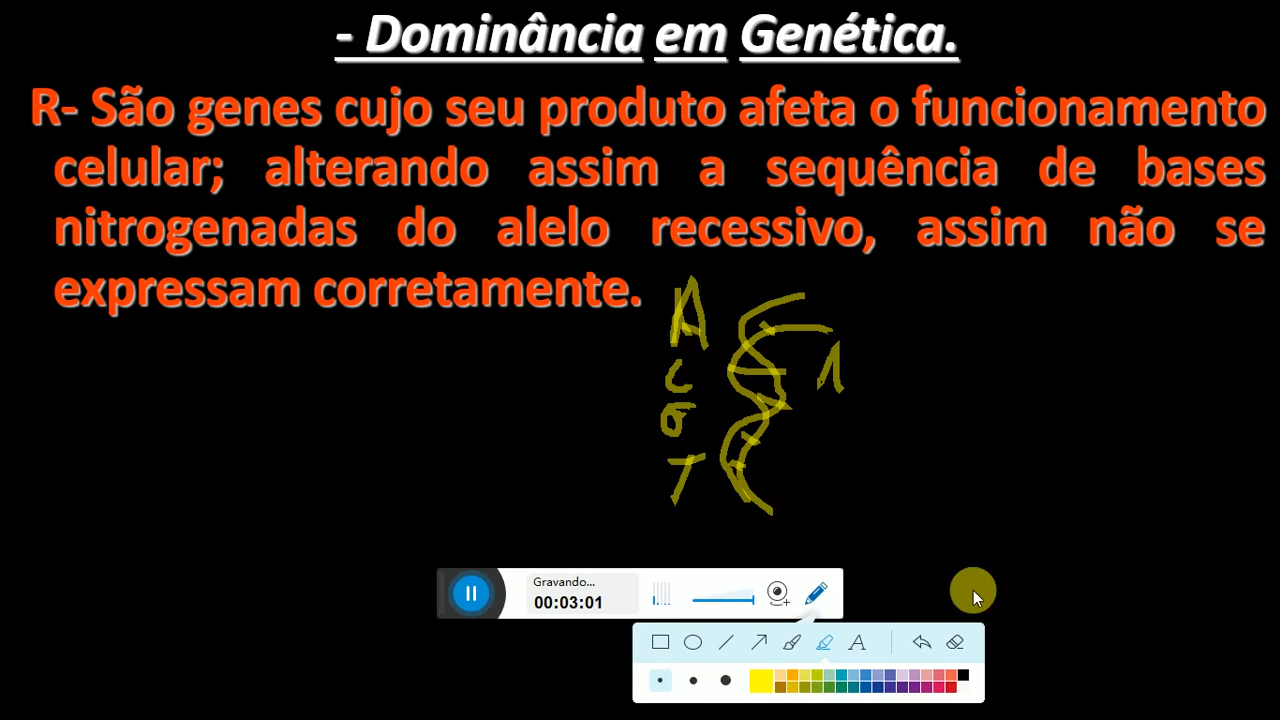 - Dominância em Genética.
R- São genes cujo seu produto afeta o funcionamento
celular; alterando assim a sequência de bases
nitrogenadas do alelo recessivo, assim não se
expressam corretamente.
A
C
G
T
1
Gravando...
00:03:01
A